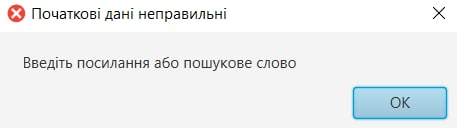 Початкові дані неправильні
Введіть посилання або пошукове слово
OK